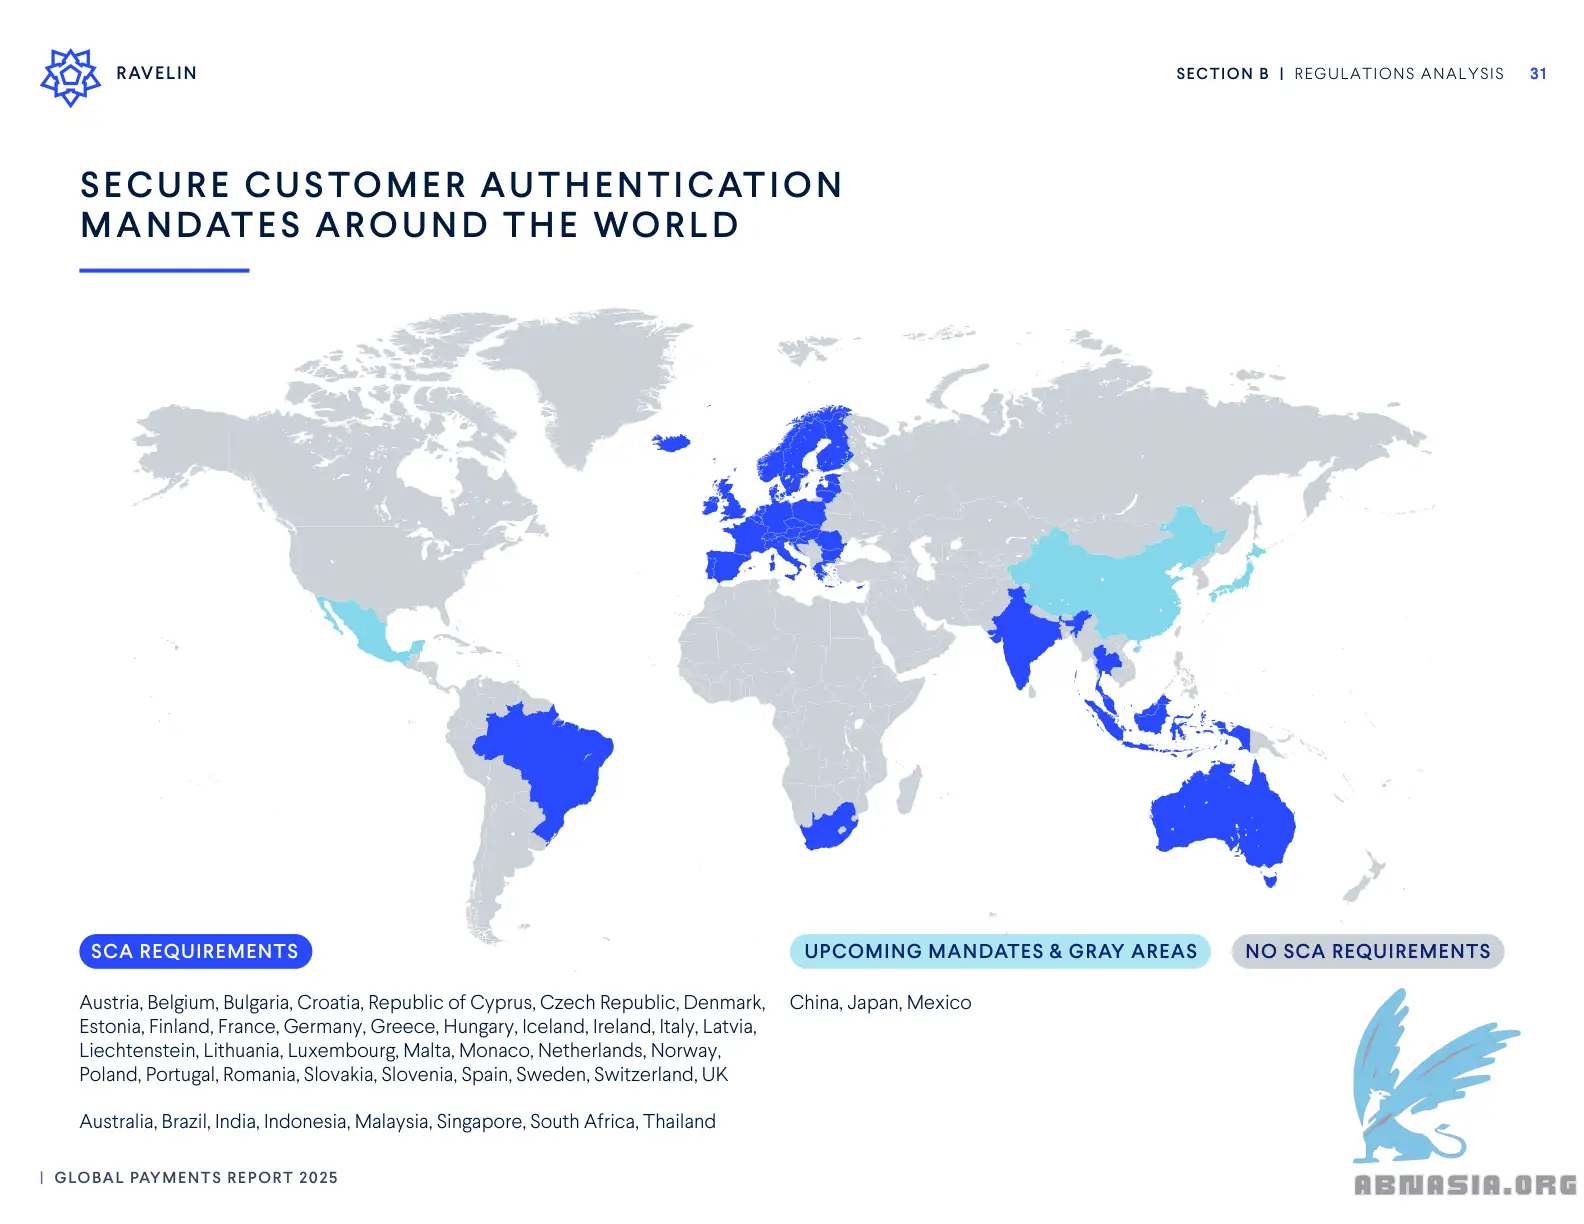 RAVELIN
SECTION B | REGULATIONS ANALYSIS 31
SECURE CUSTOMER AUTHENTICATION
MANDATES AROUND THE WORLD
SCA REQUIREMENTS
Austria, Belgium, Bulgaria, Croatia, Republic of Cyprus, Czech Republic, Denmark,
Estonia, Finland, France, Germany, Greece, Hungary, Iceland, Ireland, Italy, Latvia,
Liechtenstein, Lithuania, Luxembourg, Malta, Monaco, Netherlands, Norway,
Poland, Portugal, Romania, Slovakia, Slovenia, Spain, Sweden, Switzerland, UK
Australia, Brazil, India, Indonesia, Malaysia, Singapore, South Africa, Thailand
UPCOMING MANDATES & GRAY AREAS
China, Japan, Mexico
NO SCA REQUIREMENTS
| GLOBAL PAYMENTS REPORT 2025
ABNASIA.ORG